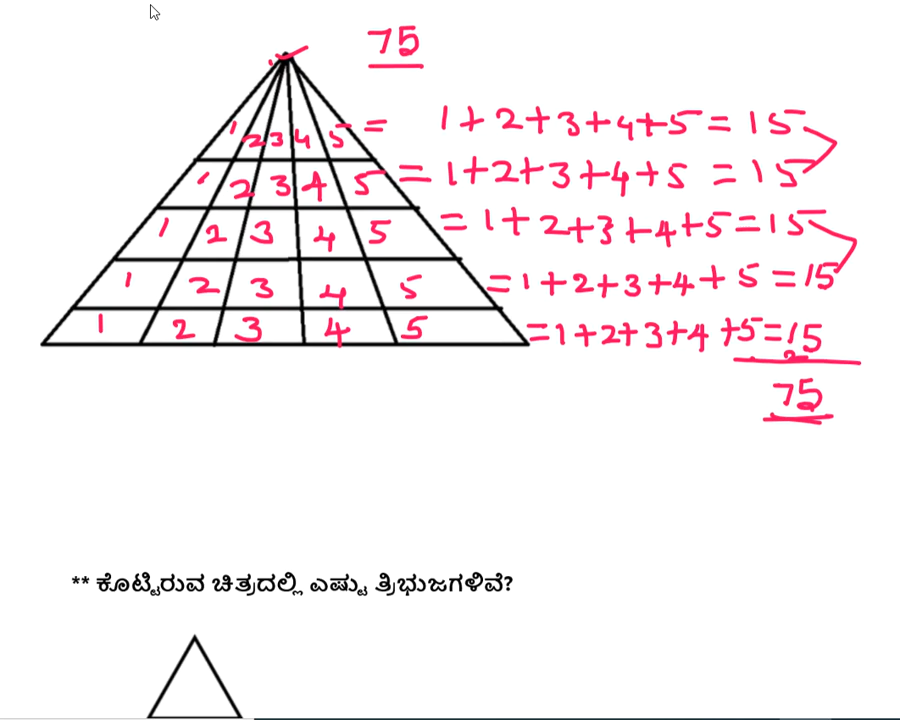 75
1 2 3 4 5 = 1+2+3+4+5 = 15
1 2 3 4 5 = 1+2+3+4+5 = 15
1 2 3 4 5 = 1+2+3+4+5 = 15
1 2 3 4 5 = 1+2+3+4+5 = 15
1 2 3 4 5 = 1+2+3+4+5 = 15
2
75
** ಕೊಟ್ಟಿರುವ ಚಿತ್ರದಲ್ಲಿ ಎಷ್ಟು ತ್ರಿಭುಜಗಳಿವೆ?